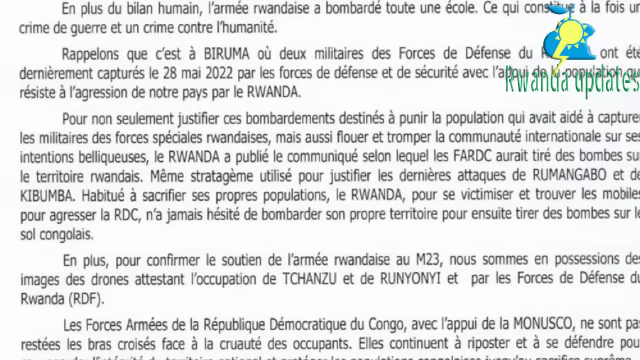 En plus du bilan humain, l'armée rwandaise a bombardé toute une école. Ce qui constitue à la fois un
crime de guerre et un crime contre l'humanité.
Rappelons que c'est à BIRUMA où deux militaires des Forces de Défense du ont été
dernièrement capturés le 28 mai 2022 par les forces de défense et de sécurité avec l'appui de la population qui
résiste à l'agression de notre pays par le RWANDA.
Rwanda updates
Pour non seulement justifier ces bombardements destinés à punir la population qui avait aidé à capturer
les militaires des forces spéciales rwandaises, mais aussi flouer et tromper la communauté internationale sur ses
intentions belliqueuses, le RWANDA a publié le communiqué selon lequel les FARDC aurait tiré des bombes sur
le territoire rwandais. Même stratagème utilisé pour justifier les dernières attaques de RUMANGABO et de
KIBUMBA. Habitué à sacrifier ses propres populations, le RWANDA, pour se victimiser et trouver les mobiles
pour agresser la RDC, n'a jamais hésité de bombarder son propre territoire pour ensuite tirer des bombes sur le
sol congolais.
En plus, pour confirmer le soutien de l'armée rwandaise au M23, nous sommes en possessions des
images des drones attestant l'occupation de TCHANZU et de RUNYONYI et par les Forces de Défense du
Rwanda (RDF).
Les Forces Armées de la République Démocratique du Congo, avec l'appui de la MONUSCO, ne sont pas
restées les bras croisés face à la cruauté des occupants. Elles continuent à riposter et à se défendre pour